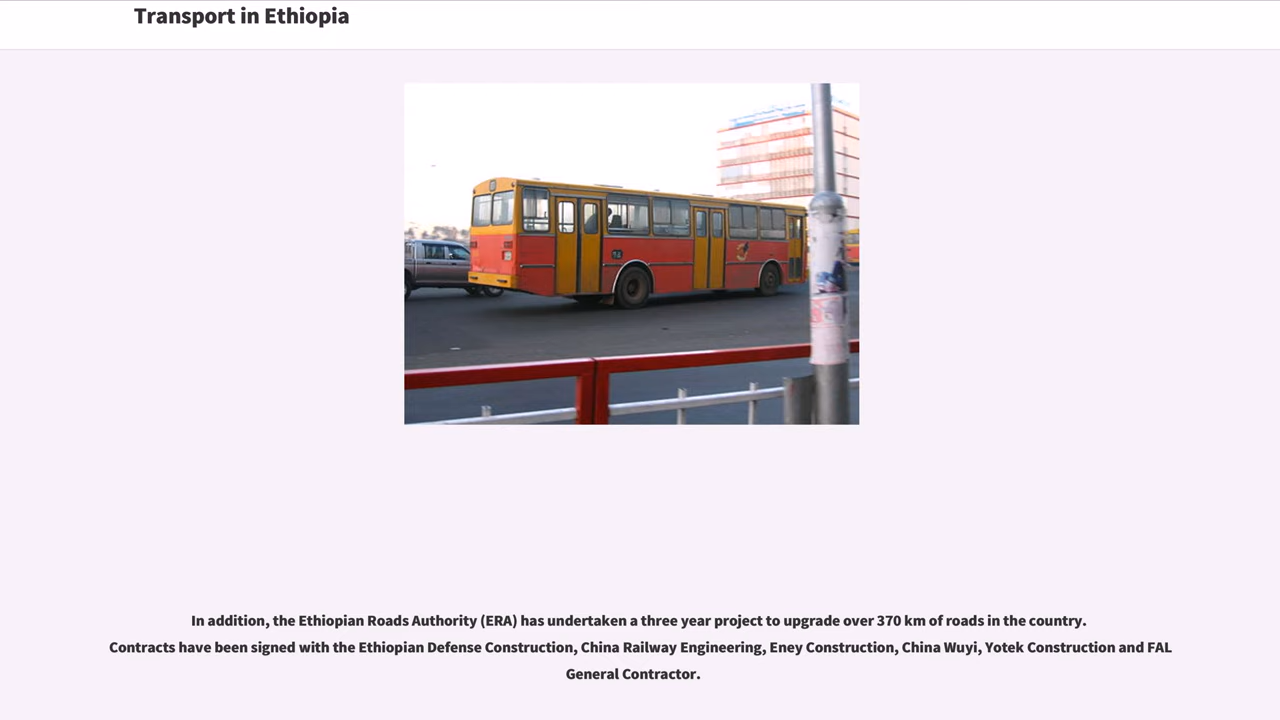 Transport in Ethiopia
In addition, the Ethiopian Roads Authority (ERA) has undertaken a three year project to upgrade over 370 km of roads in the country.
Contracts have been signed with the Ethiopian Defense Construction, China Railway Engineering, Eney Construction, China Wuyi, Yotek Construction and FAL
General Contractor.